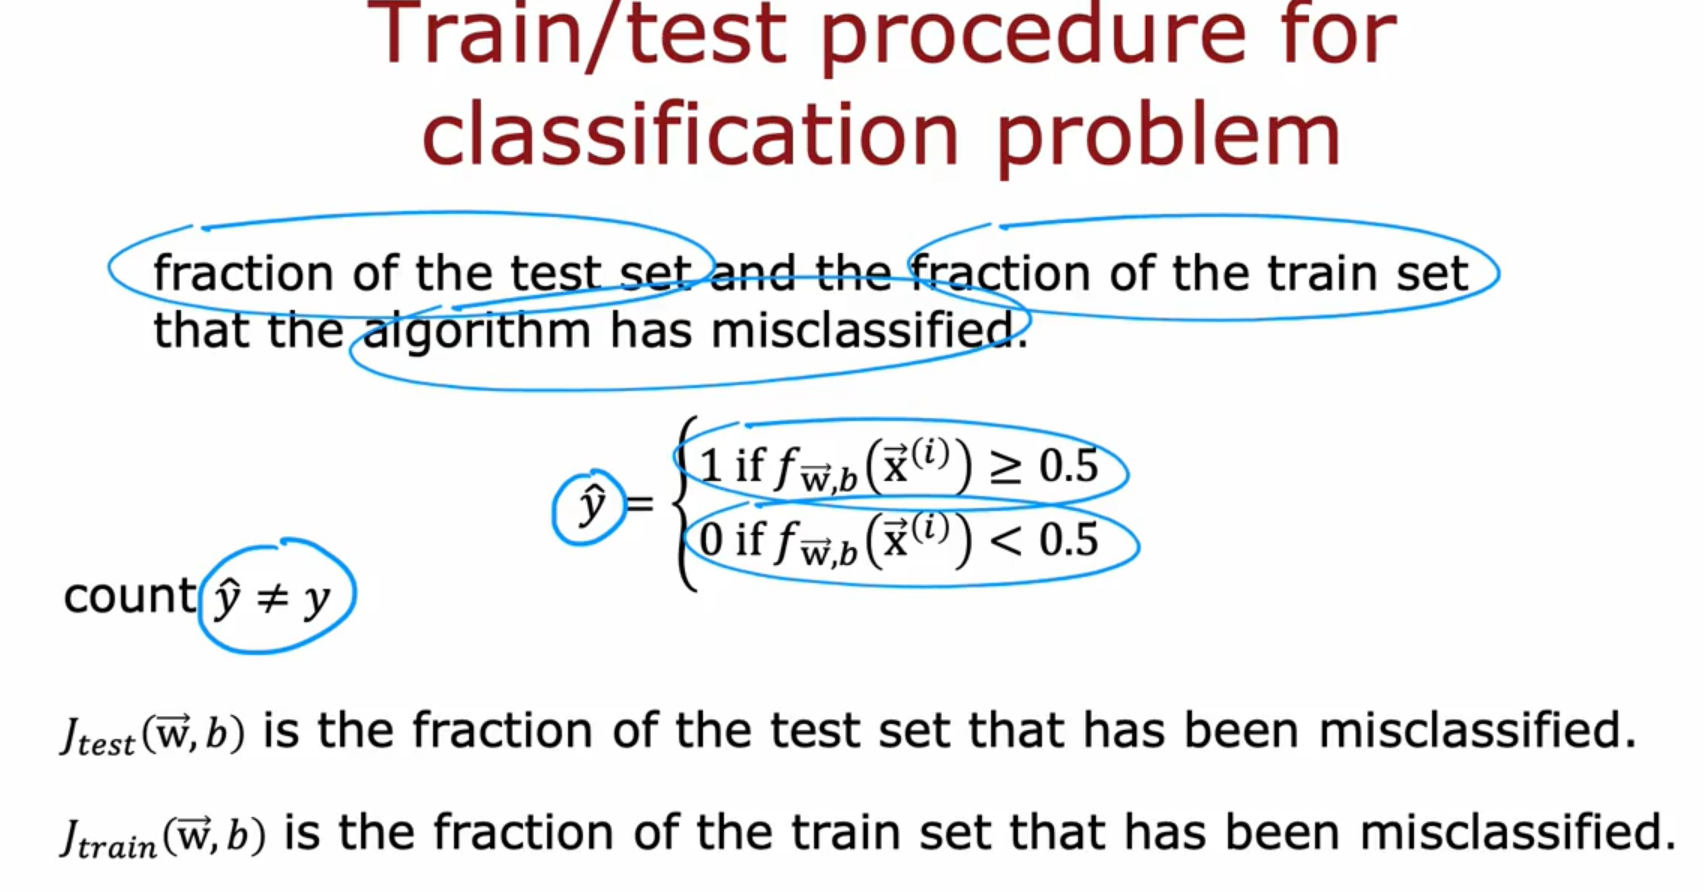 Train/test procedure for
classification problem
fraction of the test set and the fraction of the train set
that the algorithm has misclassified.
ŷ = { 1 if f_w⃗,b(x⃗^(i)) ≥ 0.5
0 if f_w⃗,b(x⃗^(i)) < 0.5
count ŷ ≠ y
J_test(w⃗, b) is the fraction of the test set that has been misclassified.
J_train(w⃗, b) is the fraction of the train set that has been misclassified.